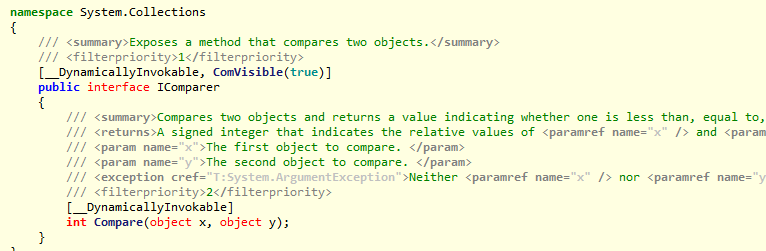 namespace System.Collections
{
/// <summary>Exposes a method that compares two objects.</summary>
/// <filterpriority>1</filterpriority>
[__DynamicallyInvokable, ComVisible(true)]
public interface IComparer
{
/// <summary>Compares two objects and returns a value indicating whether one is less than, equal to,
/// <returns>A signed integer that indicates the relative values of <paramref name="x" /> and <param
/// <param name="x">The first object to compare. </param>
/// <param name="y">The second object to compare. </param>
/// <exception cref="T:System.ArgumentException">Neither <paramref name="x" /> nor <paramref name="y
/// <filterpriority>2</filterpriority>
[__DynamicallyInvokable]
int Compare(object x, object y);
}